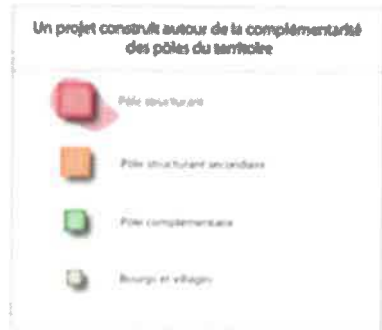 Un projet construit autour de la complémentarité
des pôles du territoire
Pôle structurant
Pôle structurant secondaire
Pôle complémentaire
Bourgs et villages